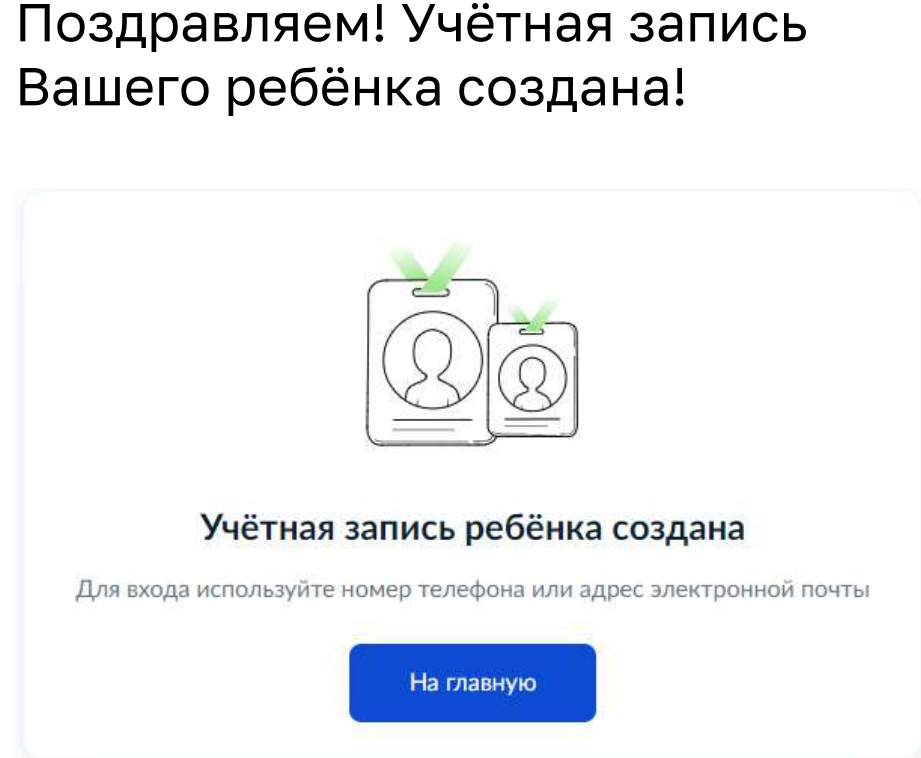 Поздравляем! Учётная запись
Вашего ребёнка создана!
Учётная запись ребёнка создана
Для входа используйте номер телефона или адрес электронной почты
На главную